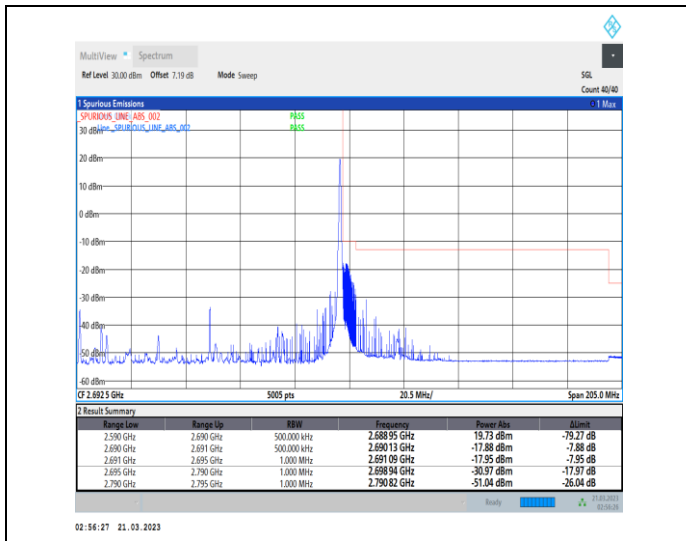 MultiView Spectrum
Ref Level 30.00 dBm Offset 7.19 dB Mode Sweep SGL
Count 40/40
1 Spurious Emissions 1 Max
_SPURIOUS_LINE_ABS_002 PASS
30 dBm Line _SPURIOUS_LINE_ABS_002 PASS
20 dBm
10 dBm
0 dBm
-10 dBm
-20 dBm
-30 dBm
-40 dBm
-50 dBm
-60 dBm
CF 2.6925 GHz 5005 pts 20.5 MHz/ Span 205.0 MHz
2 Result Summary
Range Low Range Up RBW Frequency Power Abs ΔLimit
2.590 GHz 2.690 GHz 500.000 kHz 2.688 95 GHz 19.73 dBm -79.27 dB
2.690 GHz 2.691 GHz 500.000 kHz 2.690 13 GHz -17.88 dBm -7.88 dB
2.691 GHz 2.695 GHz 1.000 MHz 2.691 09 GHz -17.95 dBm -7.95 dB
2.695 GHz 2.790 GHz 1.000 MHz 2.698 94 GHz -30.97 dBm -17.97 dB
2.790 GHz 2.795 GHz 1.000 MHz 2.790 82 GHz -51.04 dBm -26.04 dB
Ready 21.03.2023
02:56:26
02:56:27 21.03.2023